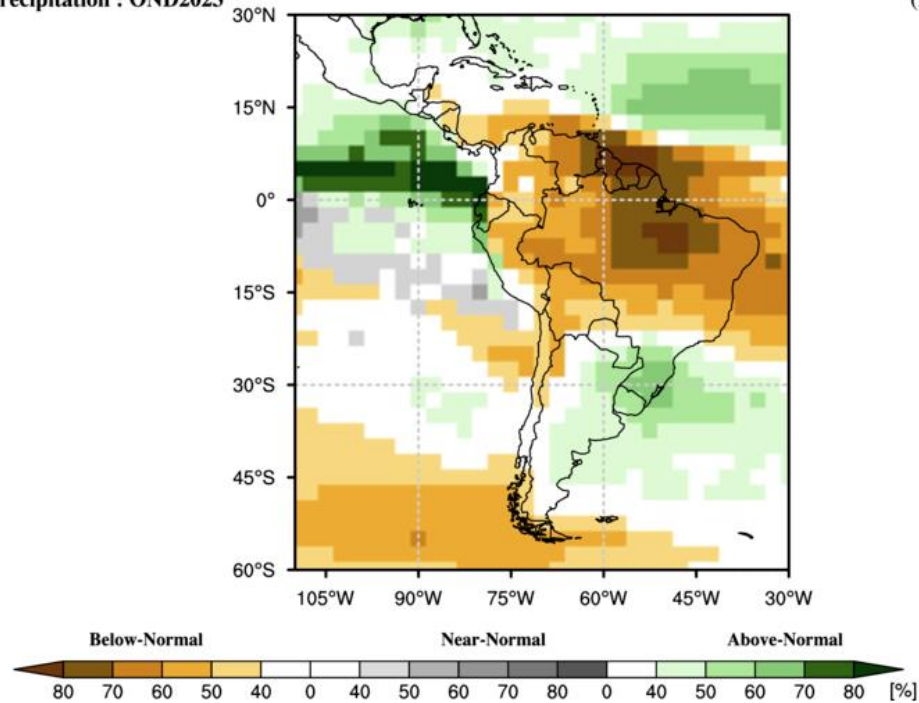 recipitation : OND2023
(
30°N
15°N
0°
15°S
30°S
45°S
60°S
105°W 90°W 75°W 60°W 45°W 30°W
Below-Normal Near-Normal Above-Normal
80 70 60 50 40 0 40 50 60 70 80 0 40 50 60 70 80 [%]